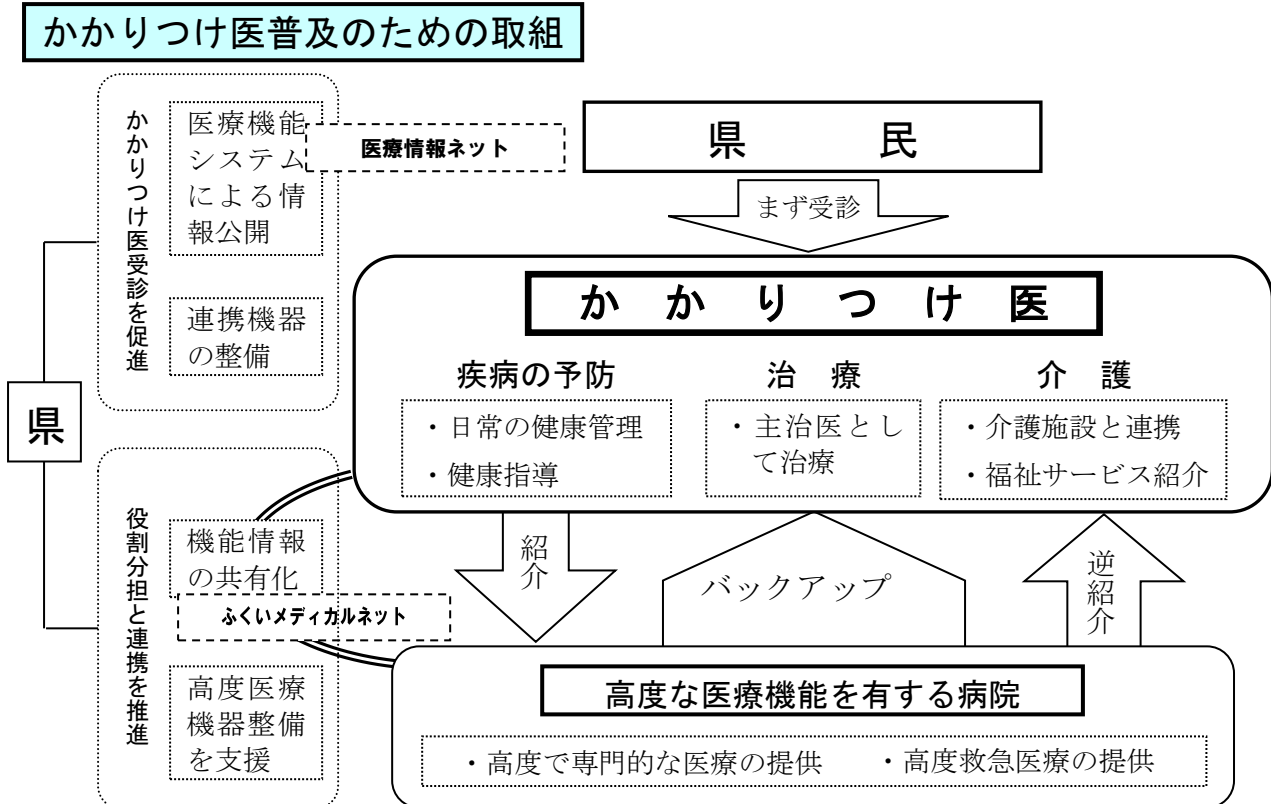 かかりつけ医普及のための取組
かかりつけ医受診を促進
医療機能
システム
による情
報公開
医療情報ネット
連携機器
の整備
県　民
まず受診
かかりつけ医
疾病の予防
・日常の健康管理
・健康指導
治　療
・主治医とし
て治療
介　護
・介護施設と連携
・福祉サービス紹介
県
役割分担と連携を推進
機能情報
の共有化
ふくいメディカルネット
高度医療
機器整備
を支援
紹介
バックアップ
逆紹介
高度な医療機能を有する病院
・高度で専門的な医療の提供　・高度救急医療の提供